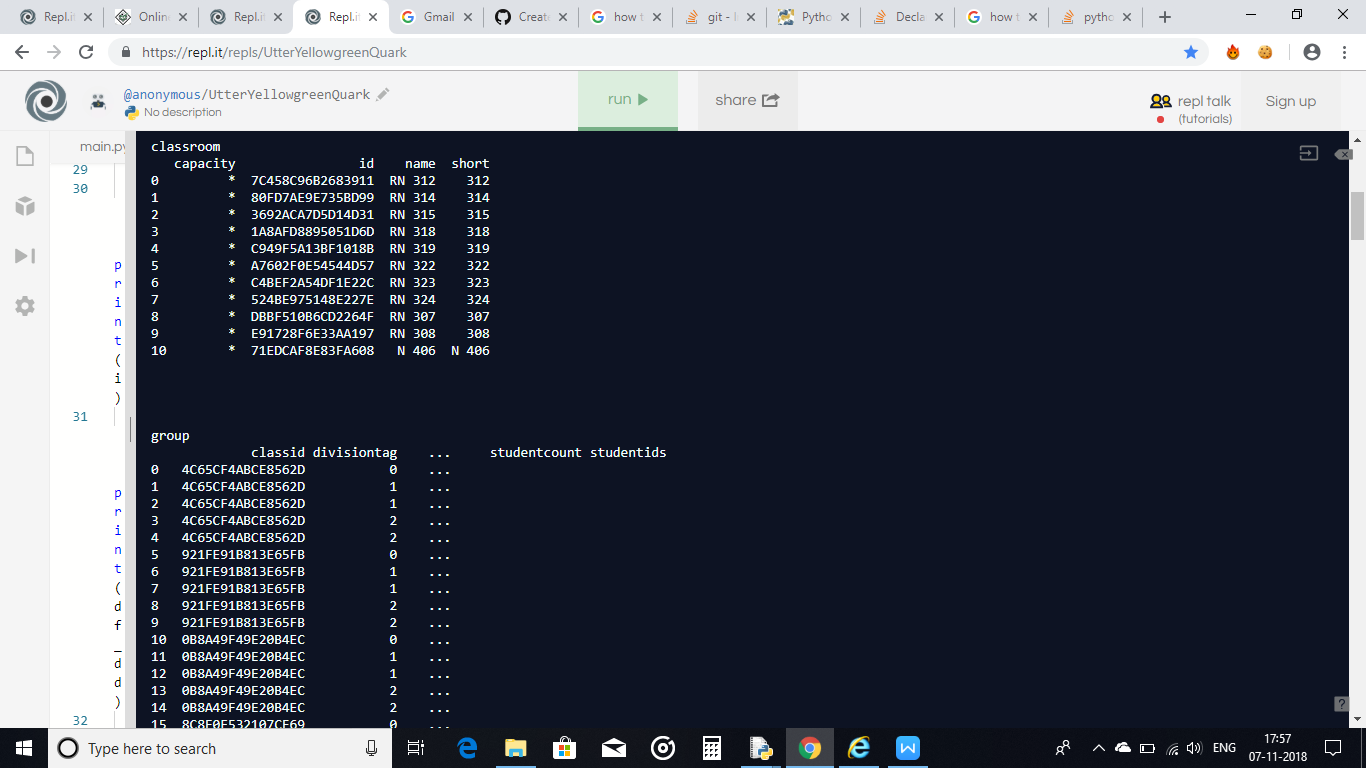 Repl.it
Online
Repl.it
Repl.it
Gmail
Create
how t
git - I
Pytho
Decla
how t
pytho
https://repl.it/repls/UtterYellowgreenQuark
@anonymous/UtterYellowgreenQuark
No description
run
share
repl talk
(tutorials)
Sign up
main.py
29
30
print(i)
31
print(df_dd)
32
classroom
capacity id name short
0 * 7C458C96B2683911 RN 312 312
1 * 80FD7AE9E735BD99 RN 314 314
2 * 3692ACA7D5D14D31 RN 315 315
3 * 1A8AFD8895051D6D RN 318 318
4 * C949F5A13BF1018B RN 319 319
5 * A7602F0E54544D57 RN 322 322
6 * C4BEF2A54DF1E22C RN 323 323
7 * 524BE975148E227E RN 324 324
8 * DBBF510B6CD2264F RN 307 307
9 * E91728F6E33AA197 RN 308 308
10 * 71EDCAF8E83FA608 N 406 N 406
group
classid divisiontag ... studentcount studentids
0 4C65CF4ABCE8562D 0 ...
1 4C65CF4ABCE8562D 1 ...
2 4C65CF4ABCE8562D 1 ...
3 4C65CF4ABCE8562D 2 ...
4 4C65CF4ABCE8562D 2 ...
5 921FE91B813E65FB 0 ...
6 921FE91B813E65FB 1 ...
7 921FE91B813E65FB 1 ...
8 921FE91B813E65FB 2 ...
9 921FE91B813E65FB 2 ...
10 0B8A49F49E20B4EC 0 ...
11 0B8A49F49E20B4EC 1 ...
12 0B8A49F49E20B4EC 1 ...
13 0B8A49F49E20B4EC 2 ...
14 0B8A49F49E20B4EC 2 ...
15 8C8E0E532107CE69 0 ...
?
Type here to search
W
ENG
17:57
07-11-2018